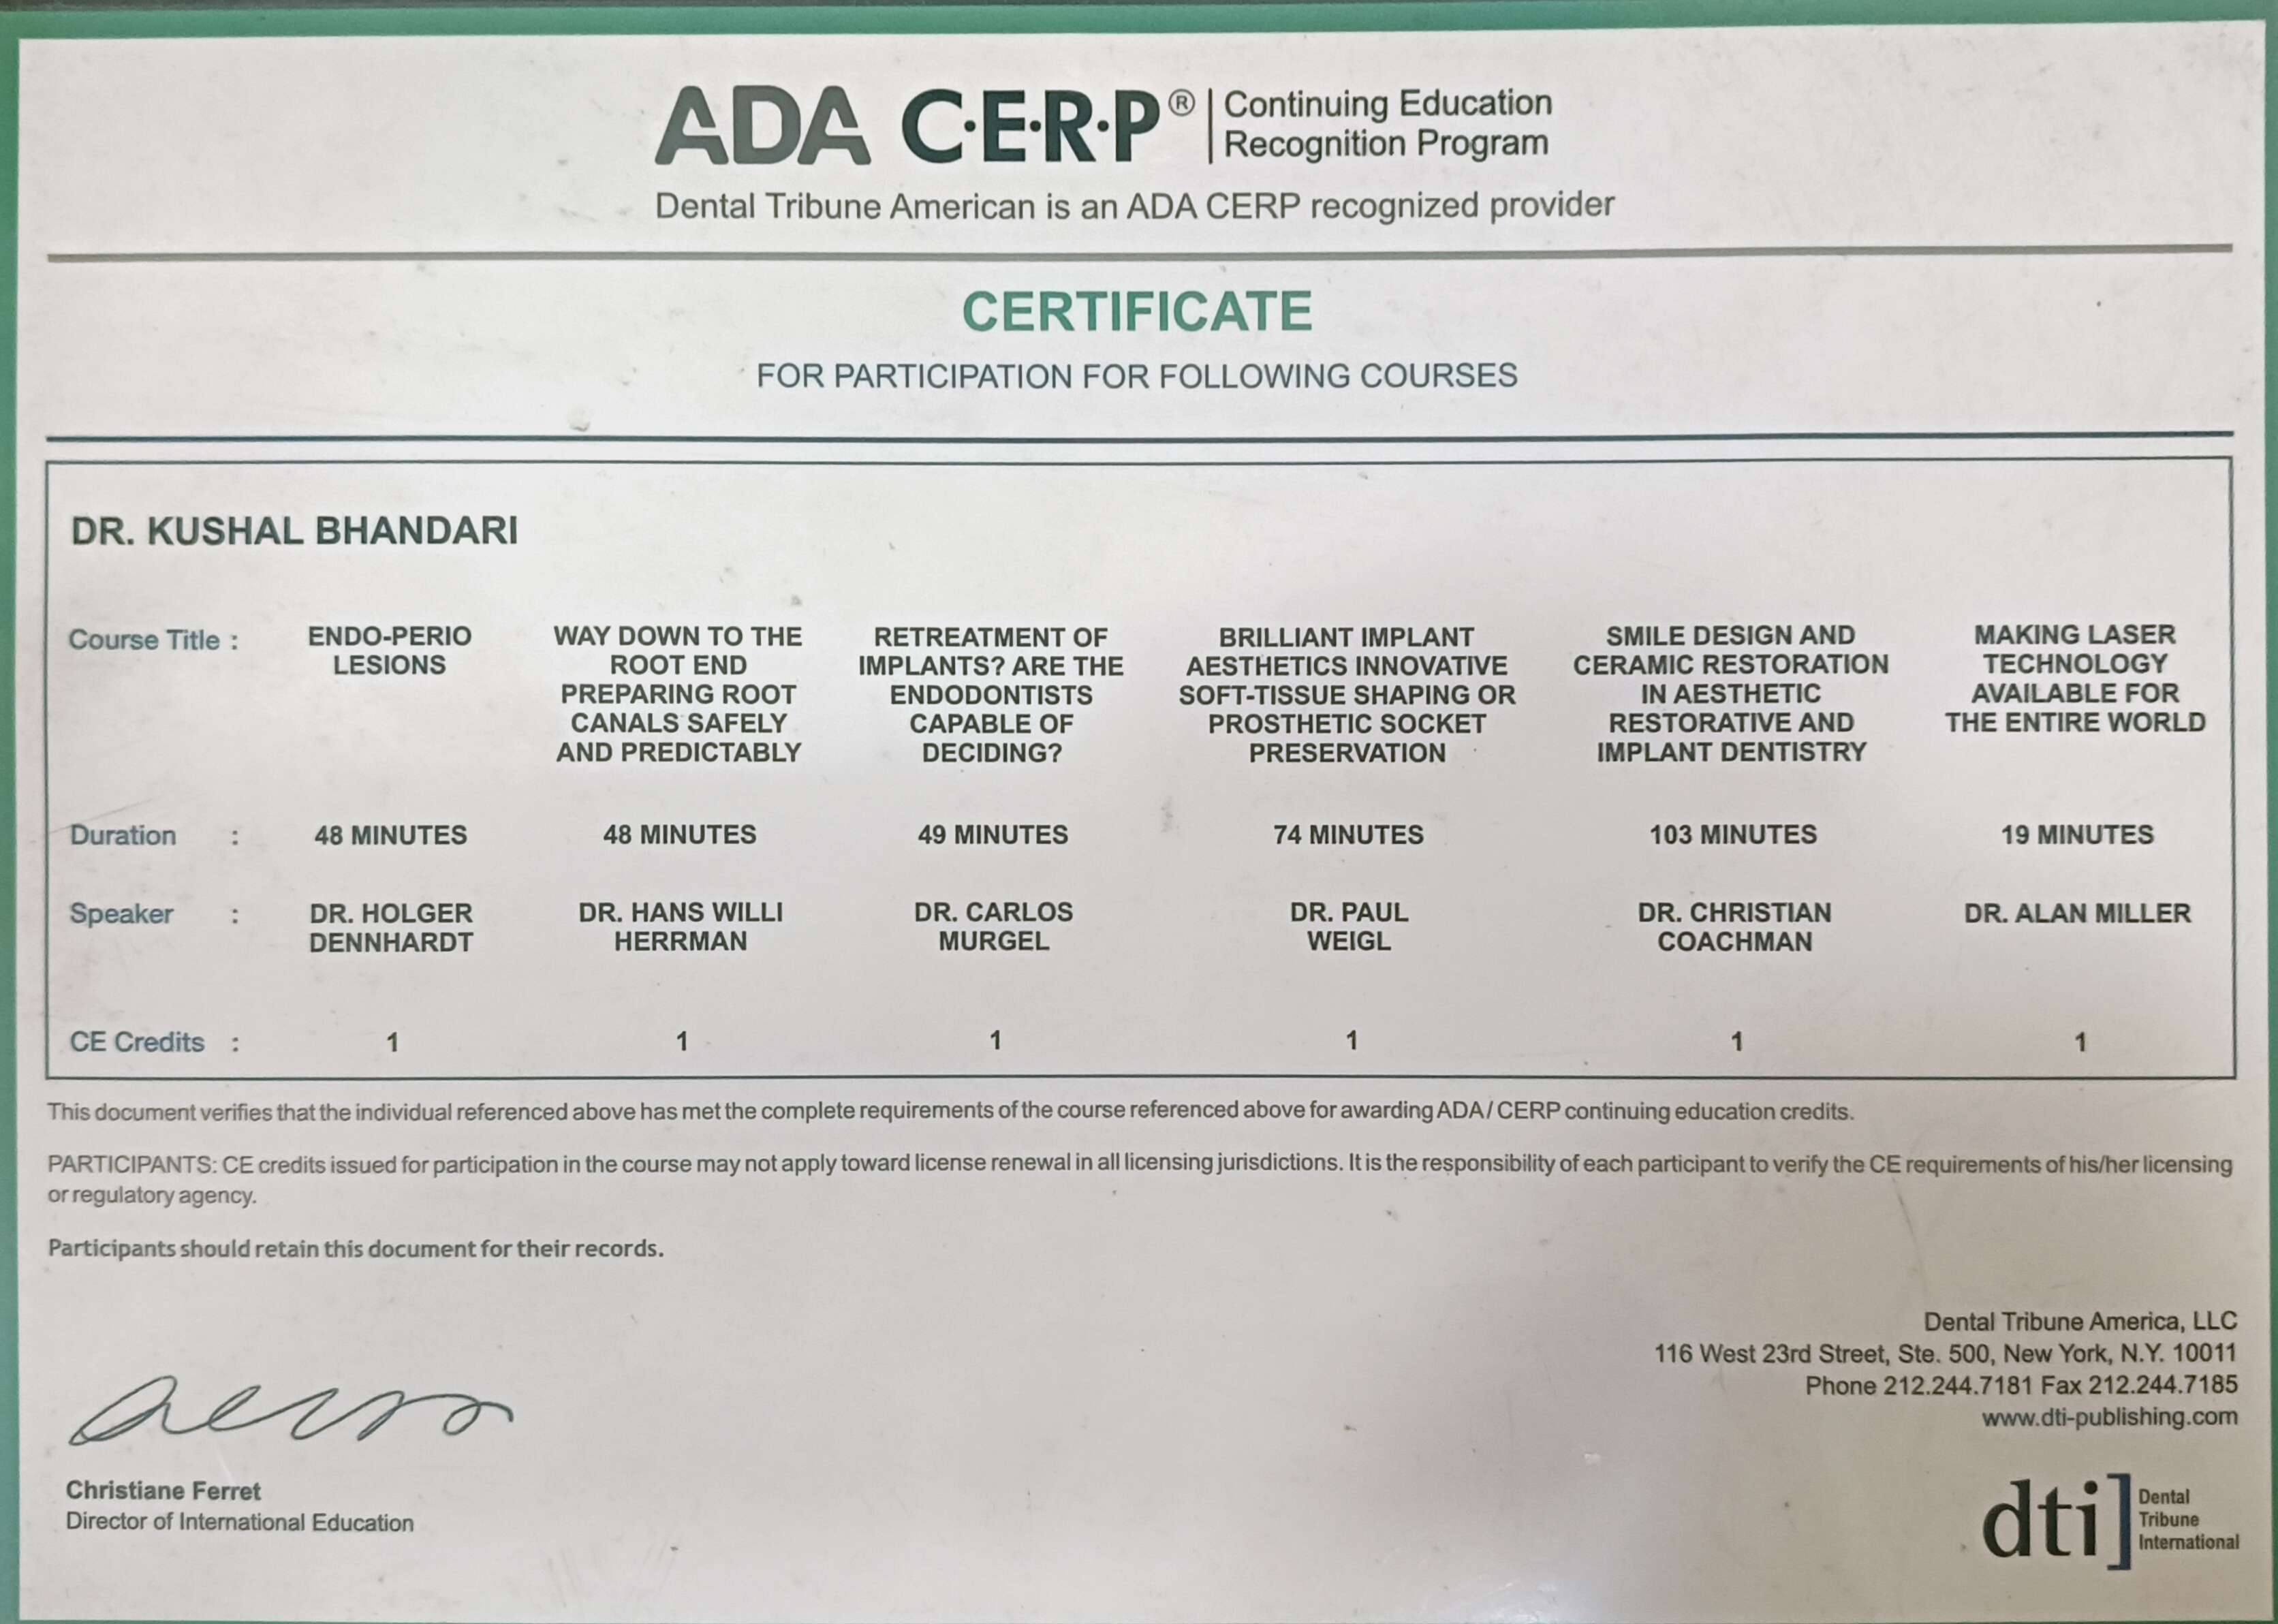 ADA C·E·R·P® | Continuing Education
Recognition Program
Dental Tribune American is an ADA CERP recognized provider
CERTIFICATE
FOR PARTICIPATION FOR FOLLOWING COURSES
DR. KUSHAL BHANDARI
Course Title :
ENDO-PERIO
LESIONS
WAY DOWN TO THE
ROOT END
PREPARING ROOT
CANALS SAFELY
AND PREDICTABLY
RETREATMENT OF
IMPLANTS? ARE THE
ENDODONTISTS
CAPABLE OF
DECIDING?
BRILLIANT IMPLANT
AESTHETICS INNOVATIVE
SOFT-TISSUE SHAPING OR
PROSTHETIC SOCKET
PRESERVATION
SMILE DESIGN AND
CERAMIC RESTORATION
IN AESTHETIC
RESTORATIVE AND
IMPLANT DENTISTRY
MAKING LASER
TECHNOLOGY
AVAILABLE FOR
THE ENTIRE WORLD
Duration : 48 MINUTES 48 MINUTES 49 MINUTES 74 MINUTES 103 MINUTES 19 MINUTES
Speaker :
DR. HOLGER
DENNHARDT
DR. HANS WILLI
HERRMAN
DR. CARLOS
MURGEL
DR. PAUL
WEIGL
DR. CHRISTIAN
COACHMAN
DR. ALAN MILLER
CE Credits : 1 1 1 1 1 1
This document verifies that the individual referenced above has met the complete requirements of the course referenced above for awarding ADA/ CERP continuing education credits.
PARTICIPANTS: CE credits issued for participation in the course may not apply toward license renewal in all licensing jurisdictions. It is the responsibility of each participant to verify the CE requirements of his/her licensing
or regulatory agency.
Participants should retain this document for their records.
Dental Tribune America, LLC
116 West 23rd Street, Ste. 500, New York, N.Y. 10011
Phone 212.244.7181 Fax 212.244.7185
www.dti-publishing.com
Christiane Ferret
Director of International Education
dti]
Dental
Tribune
International